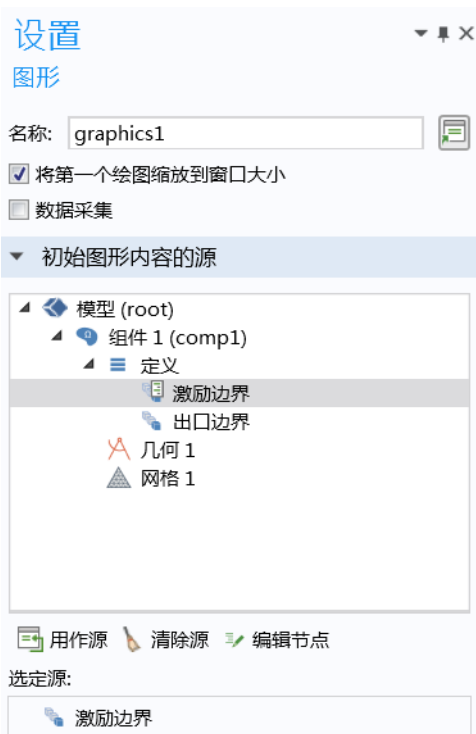 设置
图形
名称: graphics1
将第一个绘图缩放到窗口大小
数据采集
初始图形内容的源
模型 (root)
组件 1 (comp1)
定义
激励边界
出口边界
几何 1
网格 1
用作源 清除源 编辑节点
选定源:
激励边界